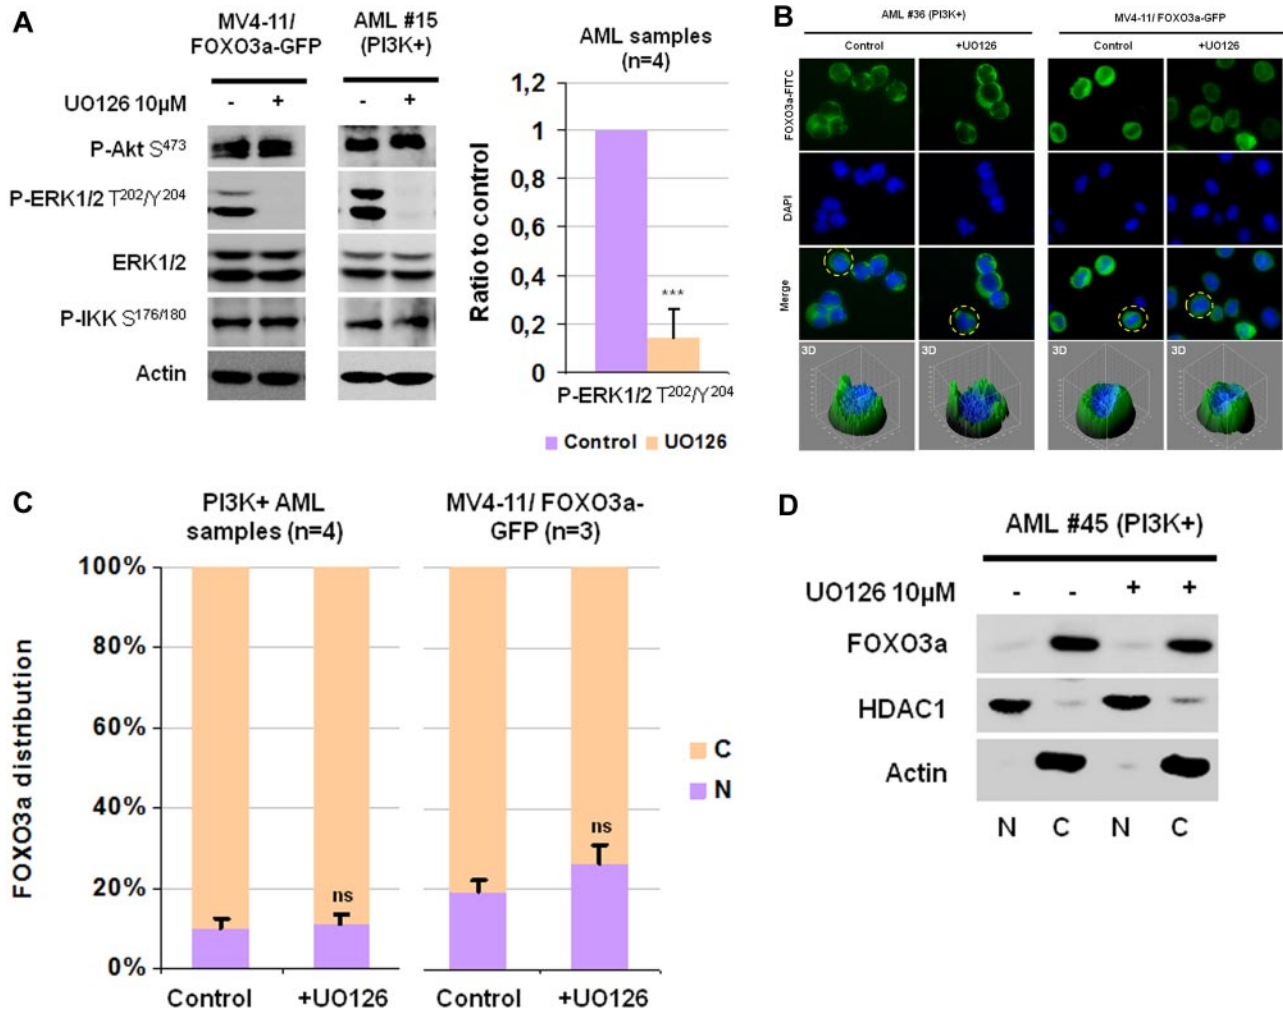 A
MV4-11/
FOXO3a-GFP
AML #15
(PI3K+)
UO126 10µM
- + - +
P-Akt S473
P-ERK1/2 T202/Y204
ERK1/2
P-IKK S176/180
Actin
AML samples
(n=4)
Ratio to control
1,2
1
0,8
0,6
0,4
0,2
0
***
P-ERK1/2 T202/Y204
Control UO126
B
AML #36 (PI3K+) MV4-11/ FOXO3a-GFP
Control +UO126 Control +UO126
FOXO3a-FITC
DAPI
Merge
3D 3D 3D 3D
C
PI3K+ AML
samples (n=4)
MV4-11/ FOXO3a-
GFP (n=3)
FOXO3a distribution
100%
80%
60%
40%
20%
0%
ns
ns
Control +UO126 Control +UO126
C
N
D
AML #45 (PI3K+)
UO126 10µM - - + +
FOXO3a
HDAC1
Actin
N C N C